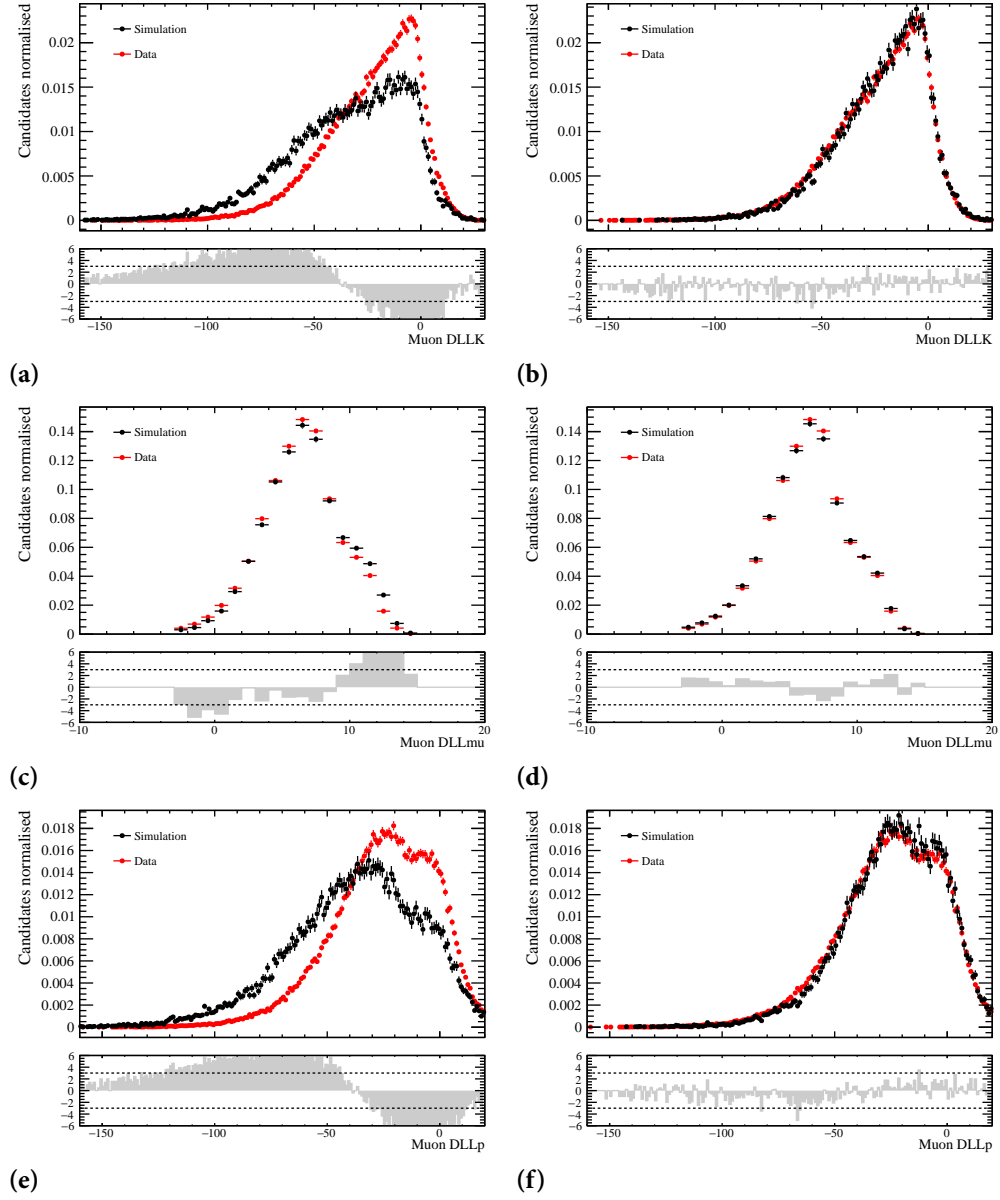 Candidates normalised
0.02
0.015
0.01
0.005
0
Simulation
Data
6
4
2
0
−2
−4
−6
−150 −100 −50 0
Muon DLLK
(a)
Candidates normalised
0.02
0.015
0.01
0.005
0
Simulation
Data
6
4
2
0
−2
−4
−6
−150 −100 −50 0
Muon DLLK
(b)
Candidates normalised
0.14
0.12
0.1
0.08
0.06
0.04
0.02
0
Simulation
Data
6
4
2
0
−2
−4
−6
−10 0 10 20
Muon DLLmu
(c)
Candidates normalised
0.14
0.12
0.1
0.08
0.06
0.04
0.02
0
Simulation
Data
6
4
2
0
−2
−4
−6
−10 0 10 20
Muon DLLmu
(d)
Candidates normalised
0.018
0.016
0.014
0.012
0.01
0.008
0.006
0.004
0.002
0
Simulation
Data
6
4
2
0
−2
−4
−6
−150 −100 −50 0
Muon DLLp
(e)
Candidates normalised
0.018
0.016
0.014
0.012
0.01
0.008
0.006
0.004
0.002
0
Simulation
Data
6
4
2
0
−2
−4
−6
−150 −100 −50 0
Muon DLLp
(f)